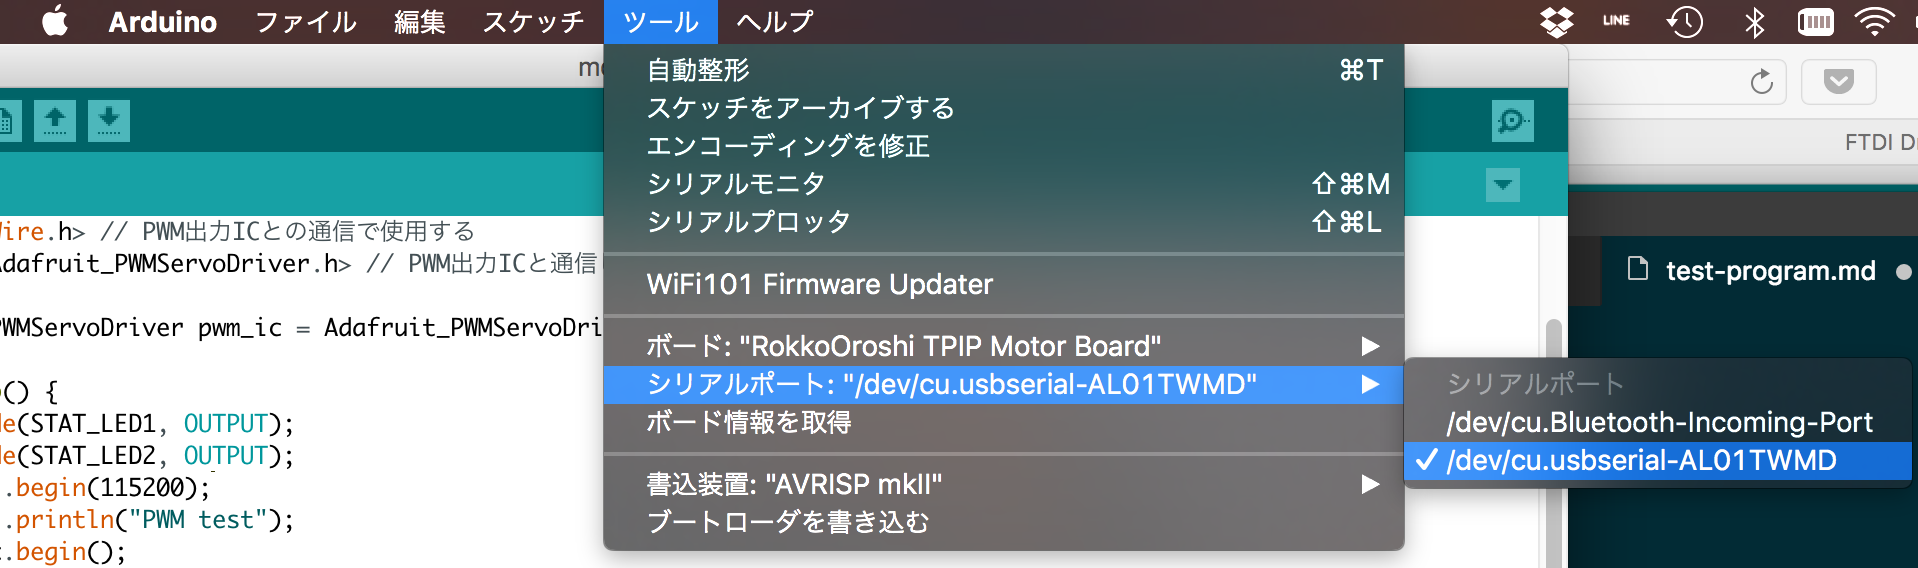 Arduino ファイル 編集 スケッチ ツール ヘルプ LINE
自動整形 ⌘T
スケッチをアーカイブする
エンコーディングを修正
シリアルモニタ ⇧⌘M
シリアルプロッタ ⇧⌘L
WiFi101 Firmware Updater
ボード: "RokkoOroshi TPIP Motor Board"
シリアルポート: "/dev/cu.usbserial-AL01TWMD"
ボード情報を取得
書込装置: "AVRISP mkII"
ブートローダを書き込む
シリアルポート
/dev/cu.Bluetooth-Incoming-Port
✓ /dev/cu.usbserial-AL01TWMD
Wire.h> // PWM出力ICとの通信で使用する
Adafruit_PWMServoDriver.h> // PWM出力ICと通信
PWMServoDriver pwm_ic = Adafruit_PWMServoDri
() {
de(STAT_LED1, OUTPUT);
de(STAT_LED2, OUTPUT);
.begin(115200);
.println("PWM test");
.begin();
FTDI D
test-program.md